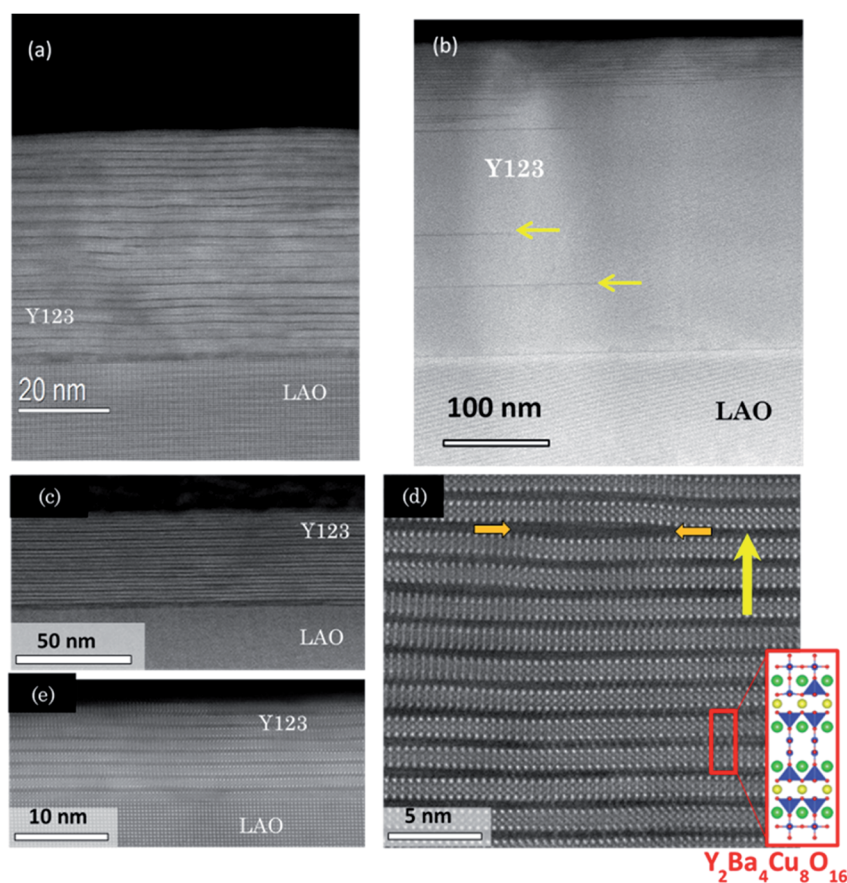 (a)
Y123
20 nm
LAO
(b)
Y123
100 nm
LAO
(c)
Y123
50 nm
LAO
(d)
5 nm
(e)
Y123
10 nm
LAO
Y₂Ba₄Cu₈O₁₆